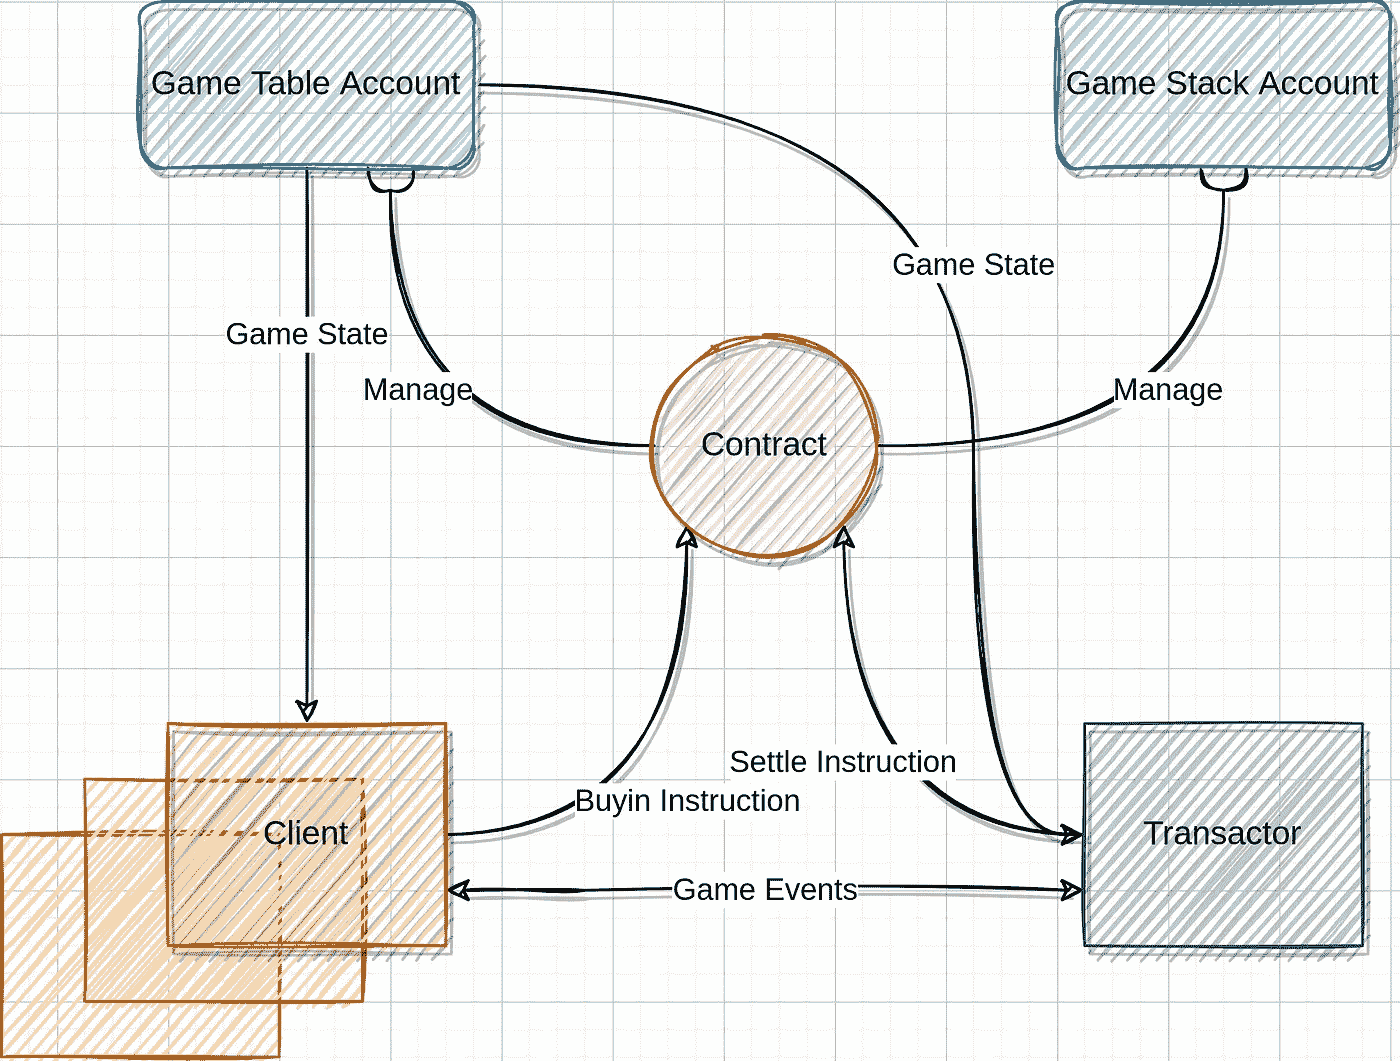 Game Table Account
Game Stack Account
Game State
Game State
Manage
Manage
Contract
Settle Instruction
Buyin Instruction
Client
Transactor
Game Events